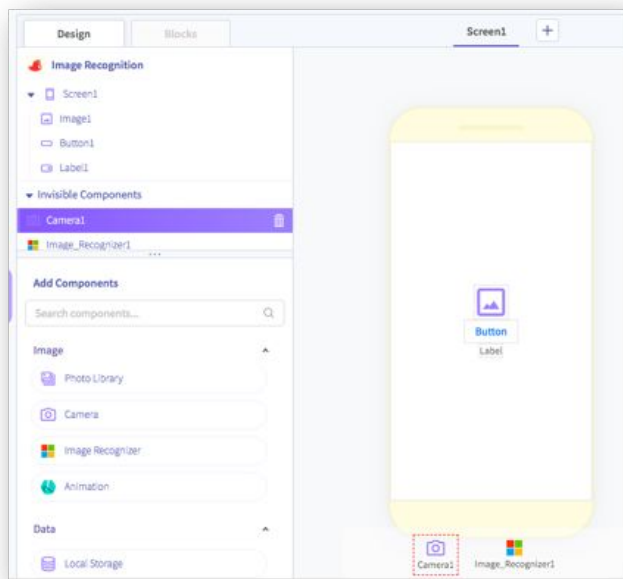 Design
Blocks
Screen1
+
Image Recognition
Screen1
Image1
Button1
Label1
Invisible Components
Camera1
Image_Recognizer1
Add Components
Search components...
Image
Photo Library
Camera
Image Recognizer
Animation
Data
Local Storage
Button
Label
Camera1
Image_Recognizer1